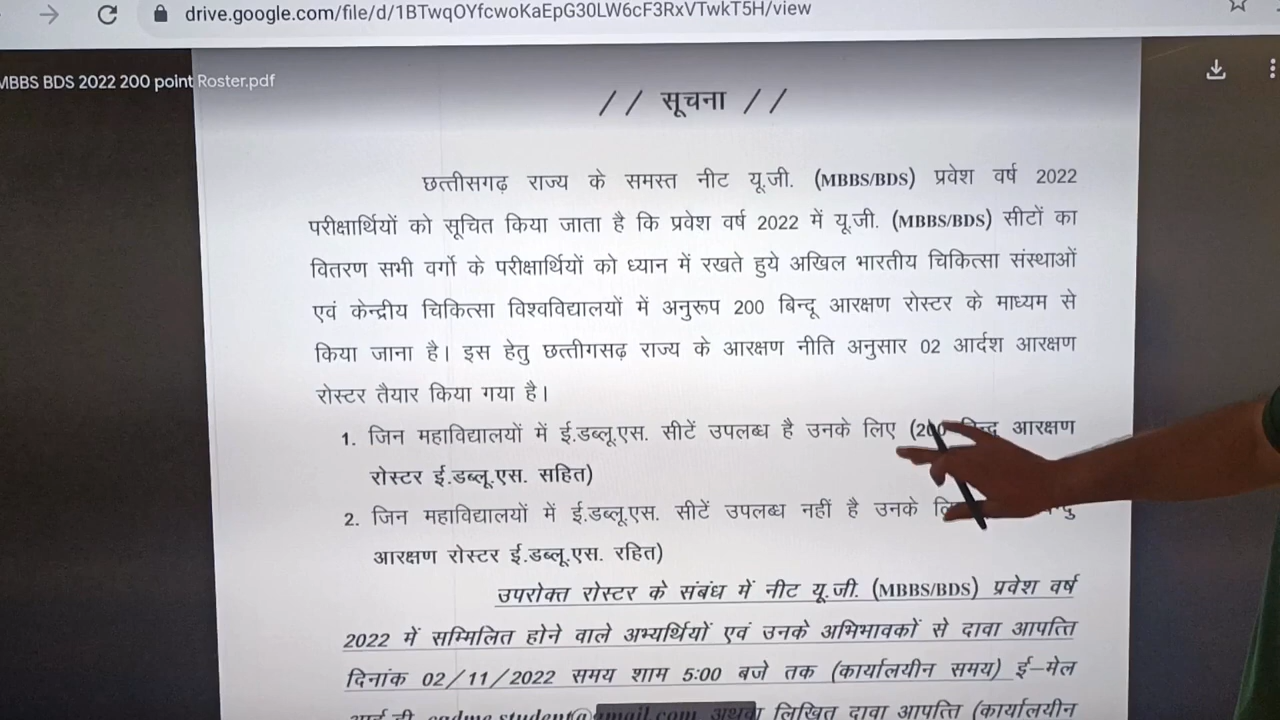 drive.google.com/file/d/1BTwqOYfcwoKaEpG30LW6cF3RxVTwkT5H/view
MBBS BDS 2022 200 point Roster.pdf
// सूचना //
छत्तीसगढ़ राज्य के समस्त नीट यू.जी. (MBBS/BDS) प्रवेश वर्ष 2022
परीक्षार्थियों को सूचित किया जाता है कि प्रवेश वर्ष 2022 में यू.जी. (MBBS/BDS) सीटों का
वितरण सभी वर्गो के परीक्षार्थियों को ध्यान में रखते हुये अखिल भारतीय चिकित्सा संस्थाओं
एवं केन्द्रीय चिकित्सा विश्वविद्यालयों में अनुरूप 200 बिन्दू आरक्षण रोस्टर के माध्यम से
किया जाना है। इस हेतु छत्तीगसढ़ राज्य के आरक्षण नीति अनुसार 02 आर्दश आरक्षण
रोस्टर तैयार किया गया है।
1. जिन महाविद्यालयों में ई.डब्लू.एस. सीटें उपलब्ध है उनके लिए (200 बिन्दु आरक्षण
रोस्टर ई.डब्लू.एस. सहित)
2. जिन महाविद्यालयों में ई.डब्लू.एस. सीटें उपलब्ध नहीं है उनके
आरक्षण रोस्टर ई.डब्लू.एस. रहित)
उपरोक्त रोस्टर के संबंध में नीट यू.जी. (MBBS/BDS) प्रवेश वर्ष
2022 में सम्मिलित होने वाले अभ्यर्थियों एवं उनके अभिभावकों से दावा आपत्ति
दिनांक 02/11/2022 समय शाम 5:00 बजे तक (कार्यालयीन समय) ई-मेल
अथवा लिखित दावा आपत्ति (कार्यालयीन